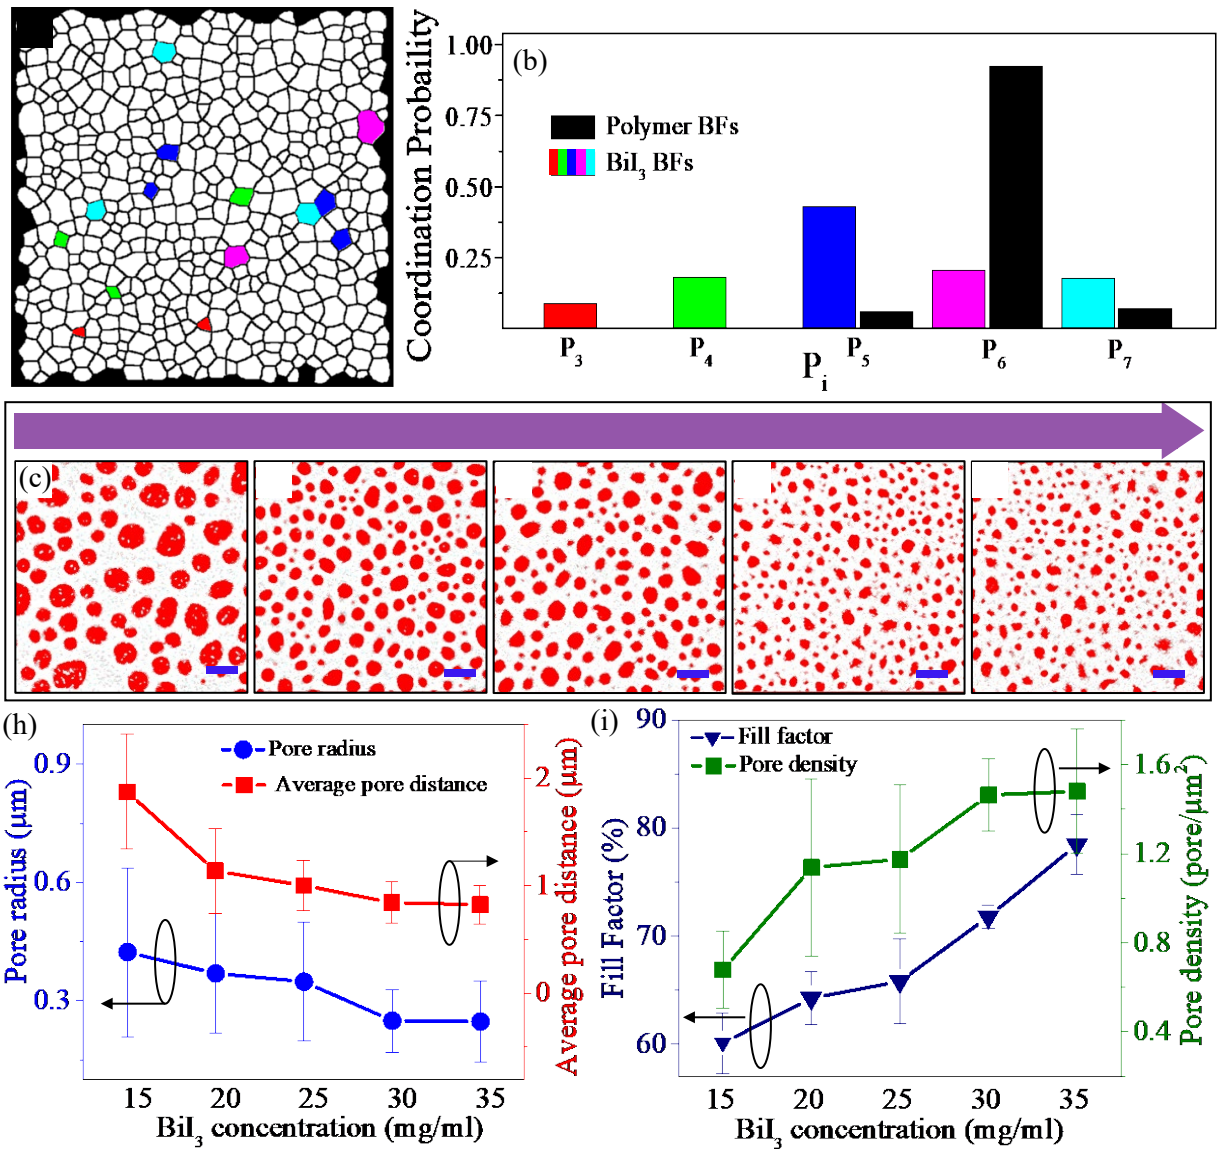 (b)
Coordination Probaility
1.00
0.75
0.50
0.25
Polymer BFs
BiI3 BFs
P3
P4
P5
P6
P7
Pi
(c)
(h)
Pore radius (μm)
0.9
0.6
0.3
Pore radius
Average pore distance
2
1
0
Average pore distance (μm)
15 20 25 30 35
BiI3 concentration (mg/ml)
(i)
Fill Factor (%)
90
80
70
60
Fill factor
Pore density
1.6
1.2
0.8
0.4
Pore density (pore/μm2)
15 20 25 30 35
BiI3 concentration (mg/ml)